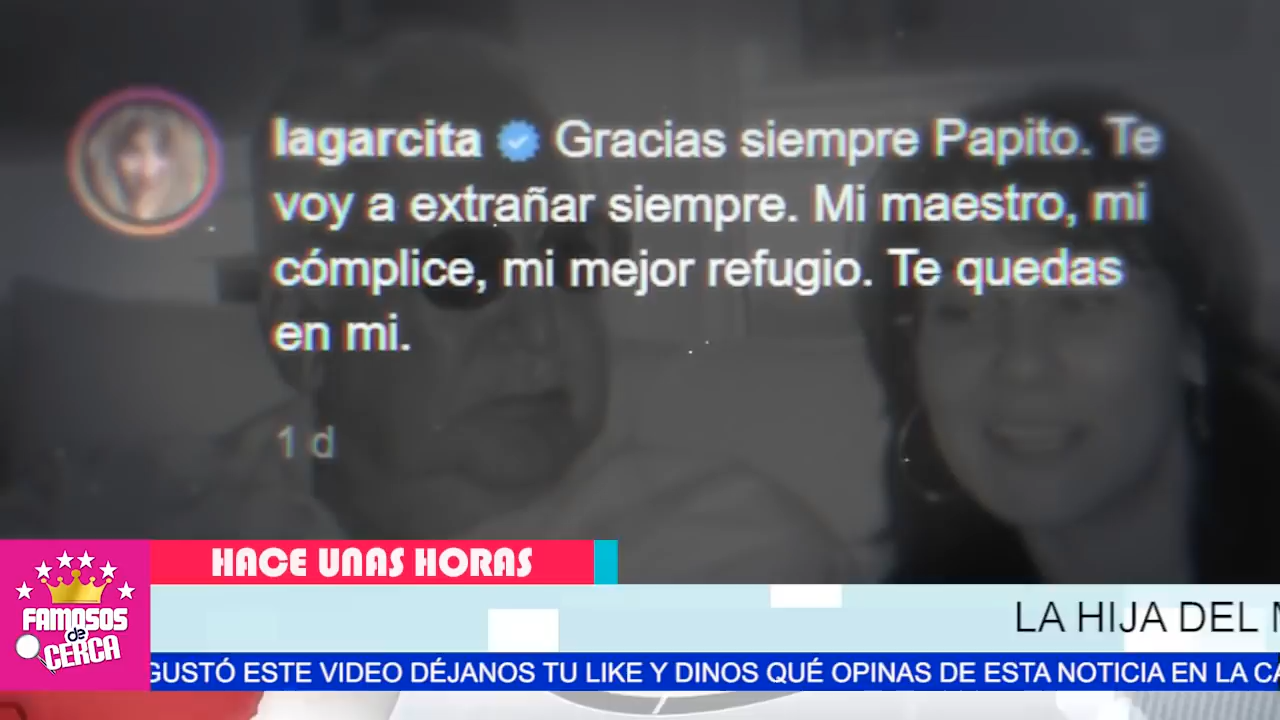 lagarcita Gracias siempre Papito. Te
voy a extrañar siempre. Mi maestro, mi
cómplice, mi mejor refugio. Te quedas
en mi.
1 d
HACE UNAS HORAS
FAMOSOS
de
CERCA
LA HIJA DEL
GUSTÓ ESTE VIDEO DÉJANOS TU LIKE Y DINOS QUÉ OPINAS DE ESTA NOTICIA EN LA